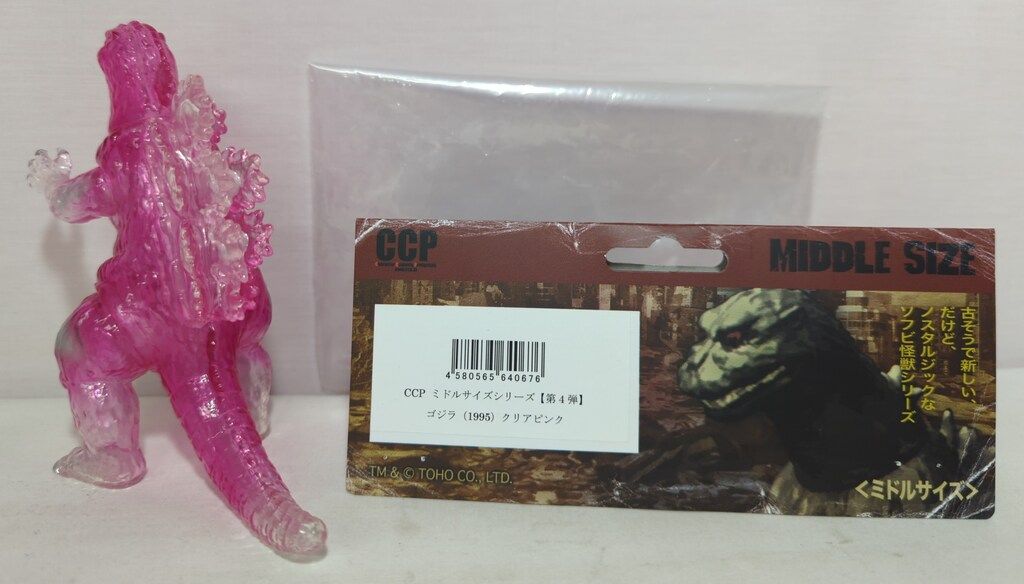 CCP
MIDDLE SIZE
4 580565 640676
CCP ミドルサイズシリーズ【第4弾】
ゴジラ（1995）クリアピンク
古そうで新しい、
だけど、
ノスタルジックな
ソフビ怪獣シリーズ
TM & © TOHO CO., LTD.
＜ミドルサイズ＞